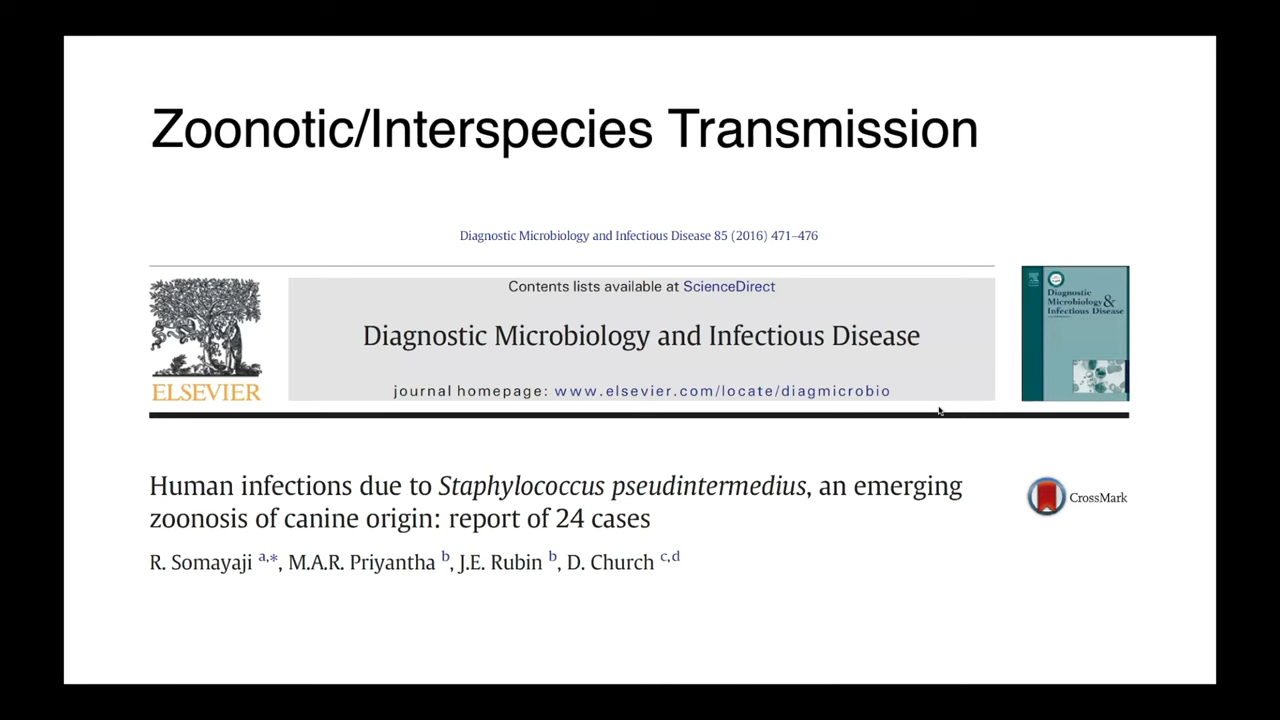 Zoonotic/Interspecies Transmission
Diagnostic Microbiology and Infectious Disease 85 (2016) 471–476
Contents lists available at ScienceDirect
Diagnostic Microbiology and Infectious Disease
journal homepage: www.elsevier.com/locate/diagmicrobio
ELSEVIER
Diagnostic
Microbiology &
Infectious Disease
Human infections due to Staphylococcus pseudintermedius, an emerging
zoonosis of canine origin: report of 24 cases
CrossMark
R. Somayaji a,*, M.A.R. Priyantha b, J.E. Rubin b, D. Church c,d